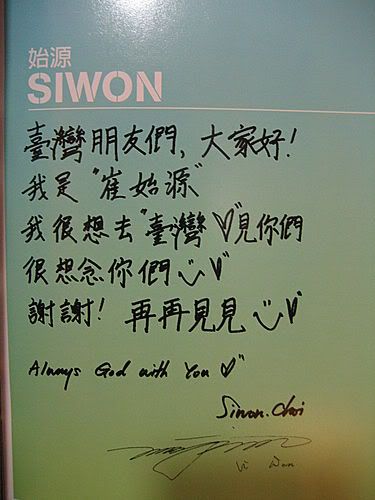 始源
SIWON
臺灣朋友們, 大家好!
我是"崔始源"
我很想去"臺灣♡"見你們
很想念你們
謝謝! 再再見見
Always God with You ♡"
Siwon. Choi